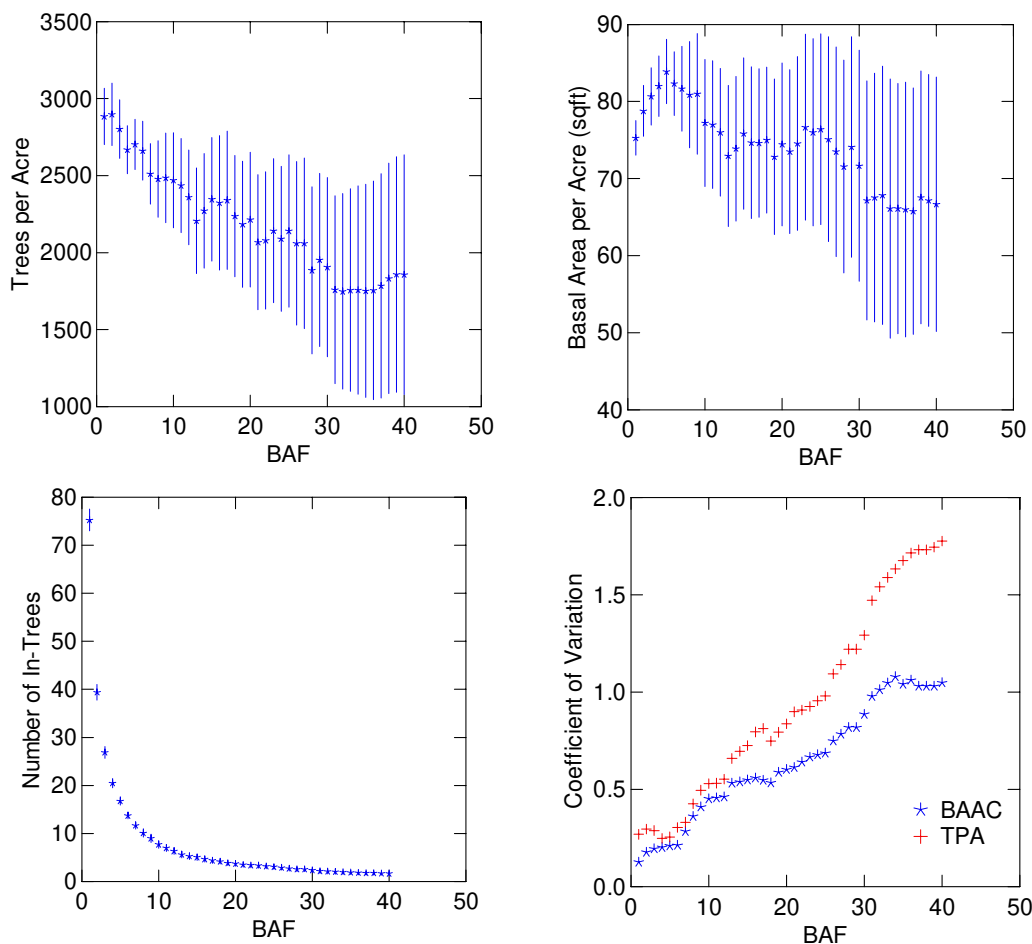 3500
3000
2500
2000
1500
1000
0 10 20 30 40 50
BAF
Trees per Acre
90
80
70
60
50
40
0 10 20 30 40 50
BAF
Basal Area per Acre (sqft)
80
70
60
50
40
30
20
10
0
0 10 20 30 40 50
BAF
Number of In-Trees
2.0
1.5
1.0
0.5
0.0
0 10 20 30 40 50
BAF
Coefficient of Variation
BAAC
TPA